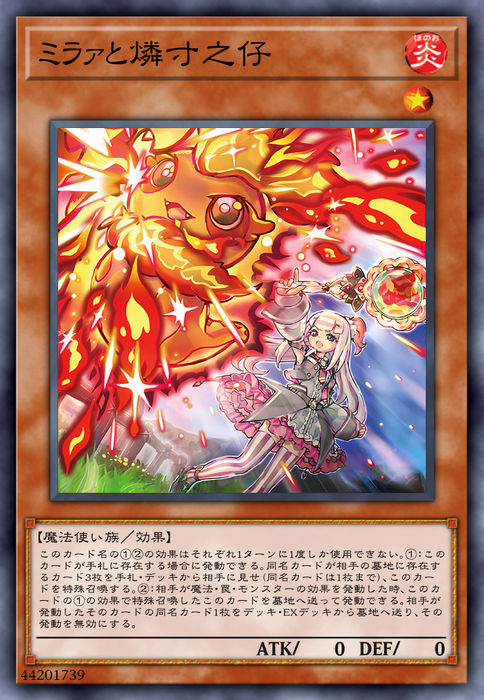 ミラァと燐寸之仔
ほのお
炎
【魔法使い族／効果】
このカード名の①②の効果はそれぞれ1ターンに1度しか使用できない。①：この
カードが手札に存在する場合に発動できる。同名カードが相手の墓地に存在す
るカード3枚を手札・デッキから相手に見せ(同名カードは1枚まで)、このカー
ドを特殊召喚する。②：相手が魔法・罠・モンスターの効果を発動した時、このカ
ードの①の効果で特殊召喚したこのカードを墓地へ送って発動できる。相手が
発動したそのカードの同名カード1枚をデッキ・EXデッキから墓地へ送り、その
発動を無効にする。
ATK/ 0 DEF/ 0
44201739